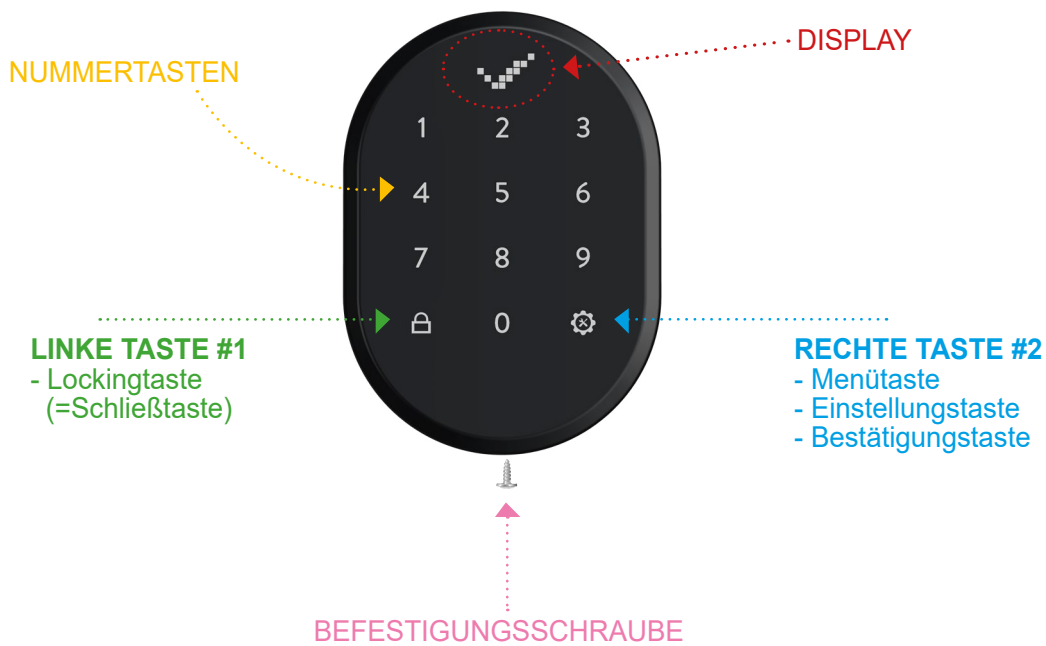 DISPLAY
NUMMERTASTEN
1 2 3
4 5 6
7 8 9
0
LINKE TASTE #1
- Lockingtaste
(=Schließtaste)
RECHTE TASTE #2
- Menütaste
- Einstellungstaste
- Bestätigungstaste
BEFESTIGUNGSSCHRAUBE